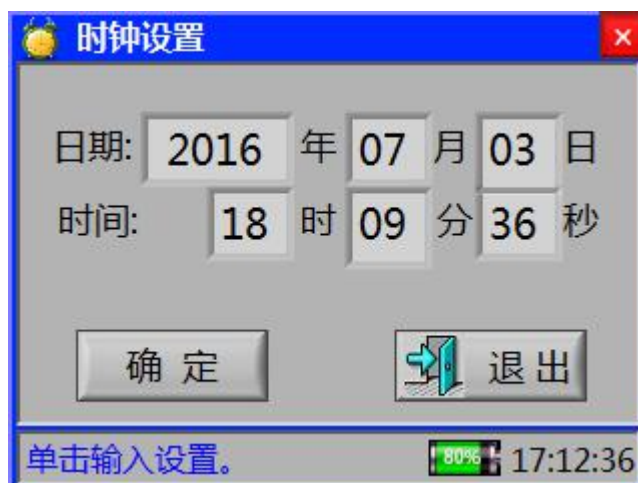 时钟设置
日期: 2016 年 07 月 03 日
时间: 18 时 09 分 36 秒
确 定 退 出
单击输入设置。 80% 17:12:36